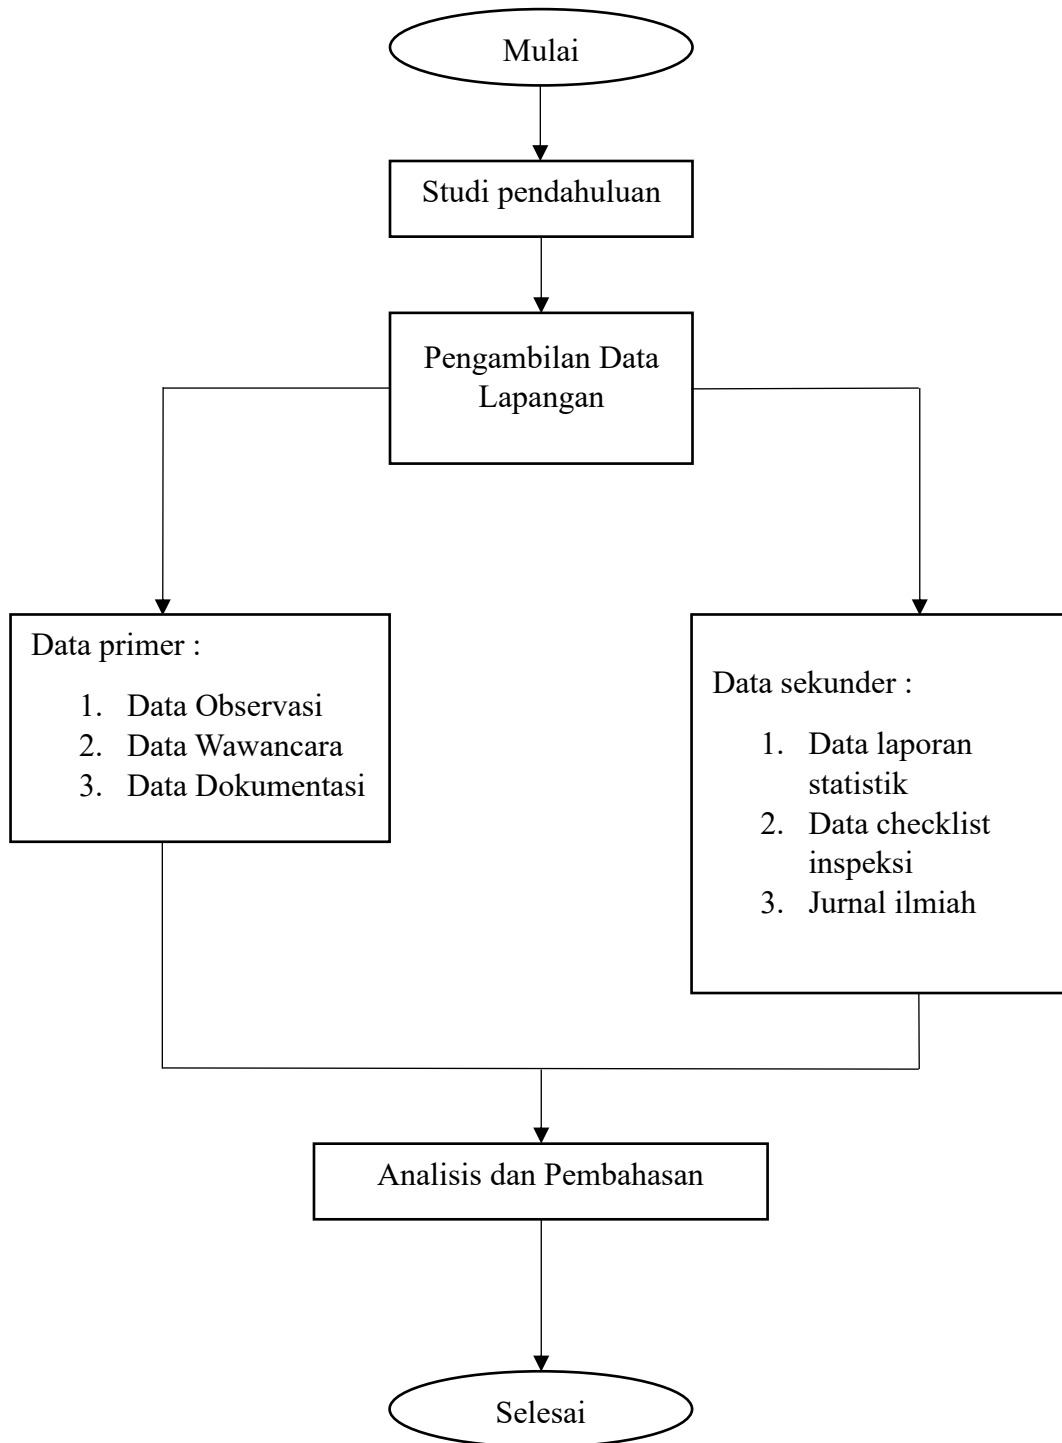 Mulai
Studi pendahuluan
Pengambilan Data
Lapangan
Data primer :
1. Data Observasi
2. Data Wawancara
3. Data Dokumentasi
Data sekunder :
1. Data laporan
statistik
2. Data checklist
inspeksi
3. Jurnal ilmiah
Analisis dan Pembahasan
Selesai